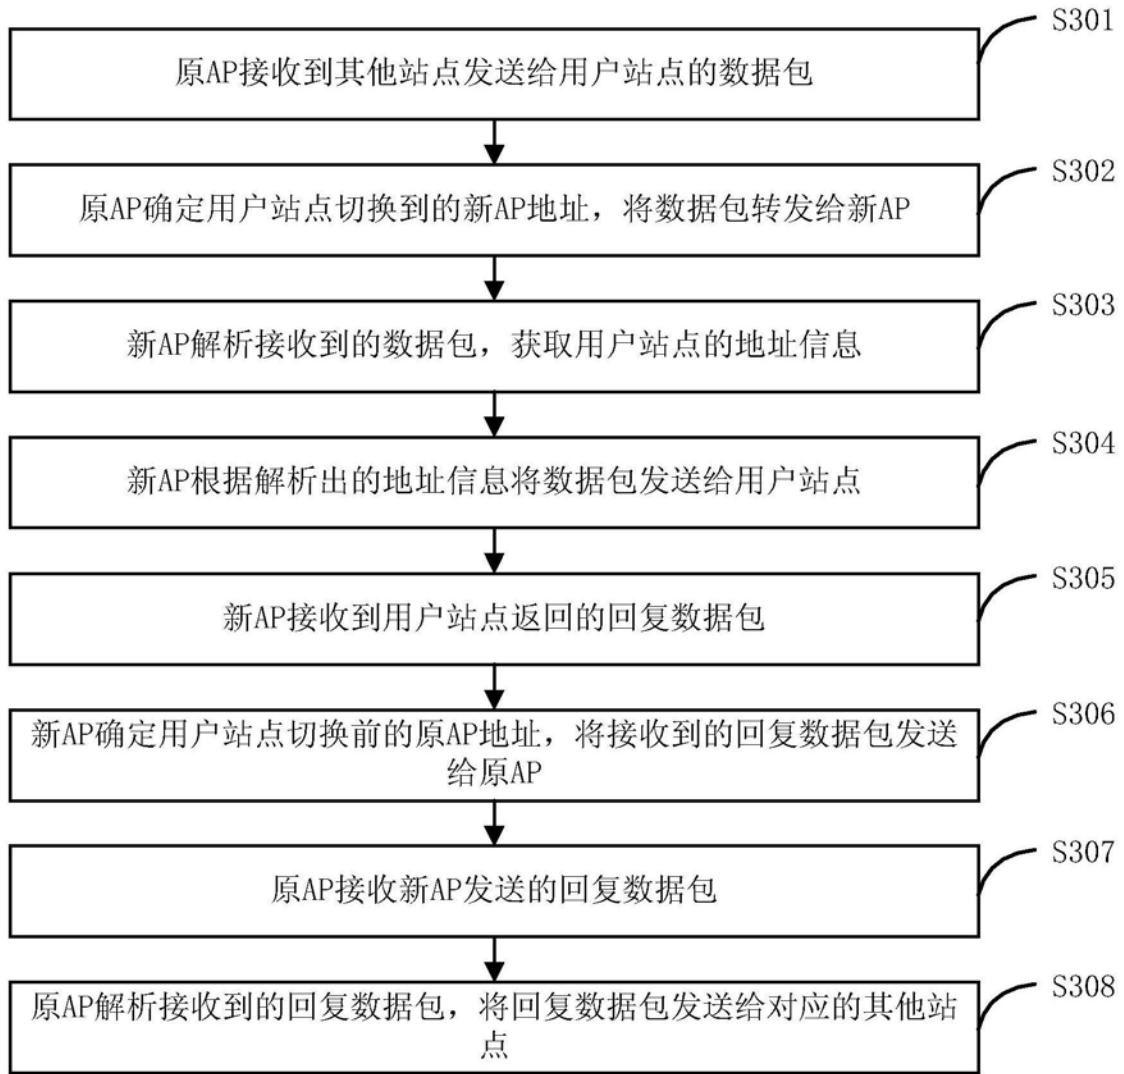 S301
原AP接收到其他站点发送给用户站点的数据包
S302
原AP确定用户站点切换到的新AP地址，将数据包转发给新AP
S303
新AP解析接收到的数据包，获取用户站点的地址信息
S304
新AP根据解析出的地址信息将数据包发送给用户站点
S305
新AP接收到用户站点返回的回复数据包
S306
新AP确定用户站点切换前的原AP地址，将接收到的回复数据包发送
给原AP
S307
原AP接收新AP发送的回复数据包
S308
原AP解析接收到的回复数据包，将回复数据包发送给对应的其他站
点